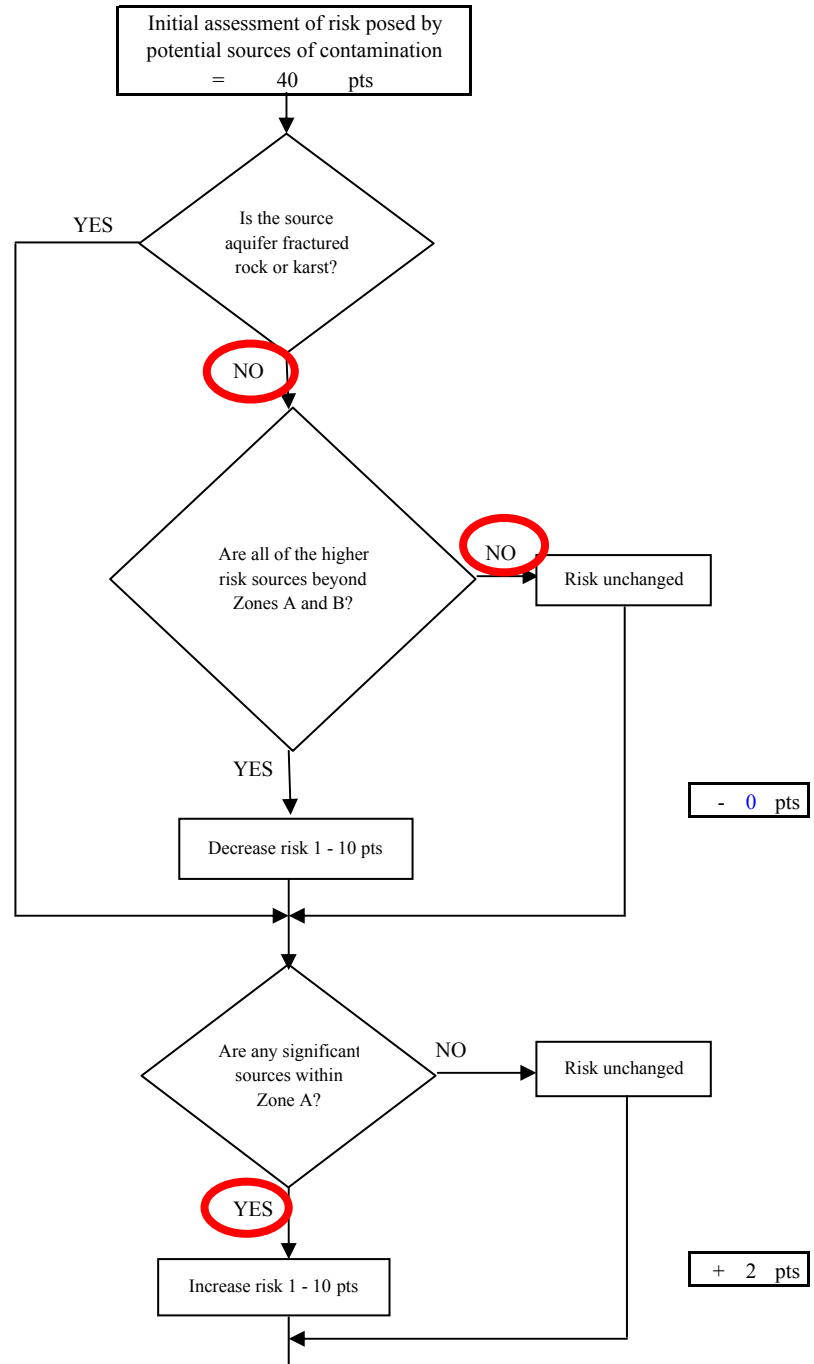 Initial assessment of risk posed by
potential sources of contamination
= 40 pts
YES
Is the source
aquifer fractured
rock or karst?
NO
Are all of the higher
risk sources beyond
Zones A and B?
NO
Risk unchanged
YES
- 0 pts
Decrease risk 1 - 10 pts
Are any significant
sources within
Zone A?
NO
Risk unchanged
YES
+ 2 pts
Increase risk 1 - 10 pts